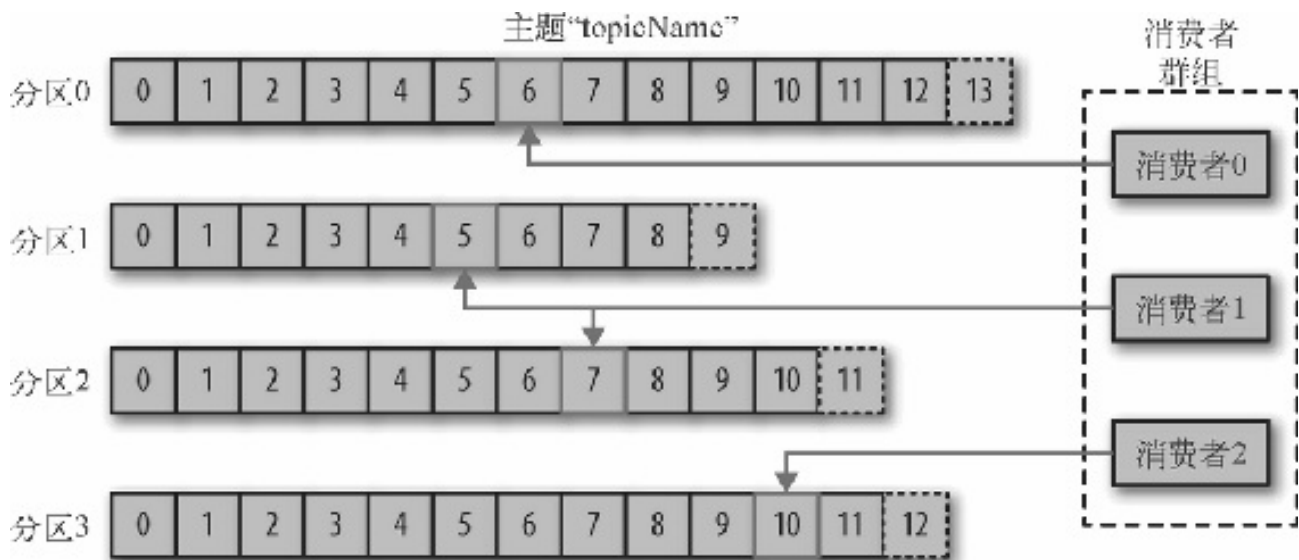 主题“topicName”
消费者
群组
分区0 0 1 2 3 4 5 6 7 8 9 10 11 12 13
消费者0
分区1 0 1 2 3 4 5 6 7 8 9
消费者1
分区2 0 1 2 3 4 5 6 7 8 9 10 11
消费者2
分区3 0 1 2 3 4 5 6 7 8 9 10 11 12